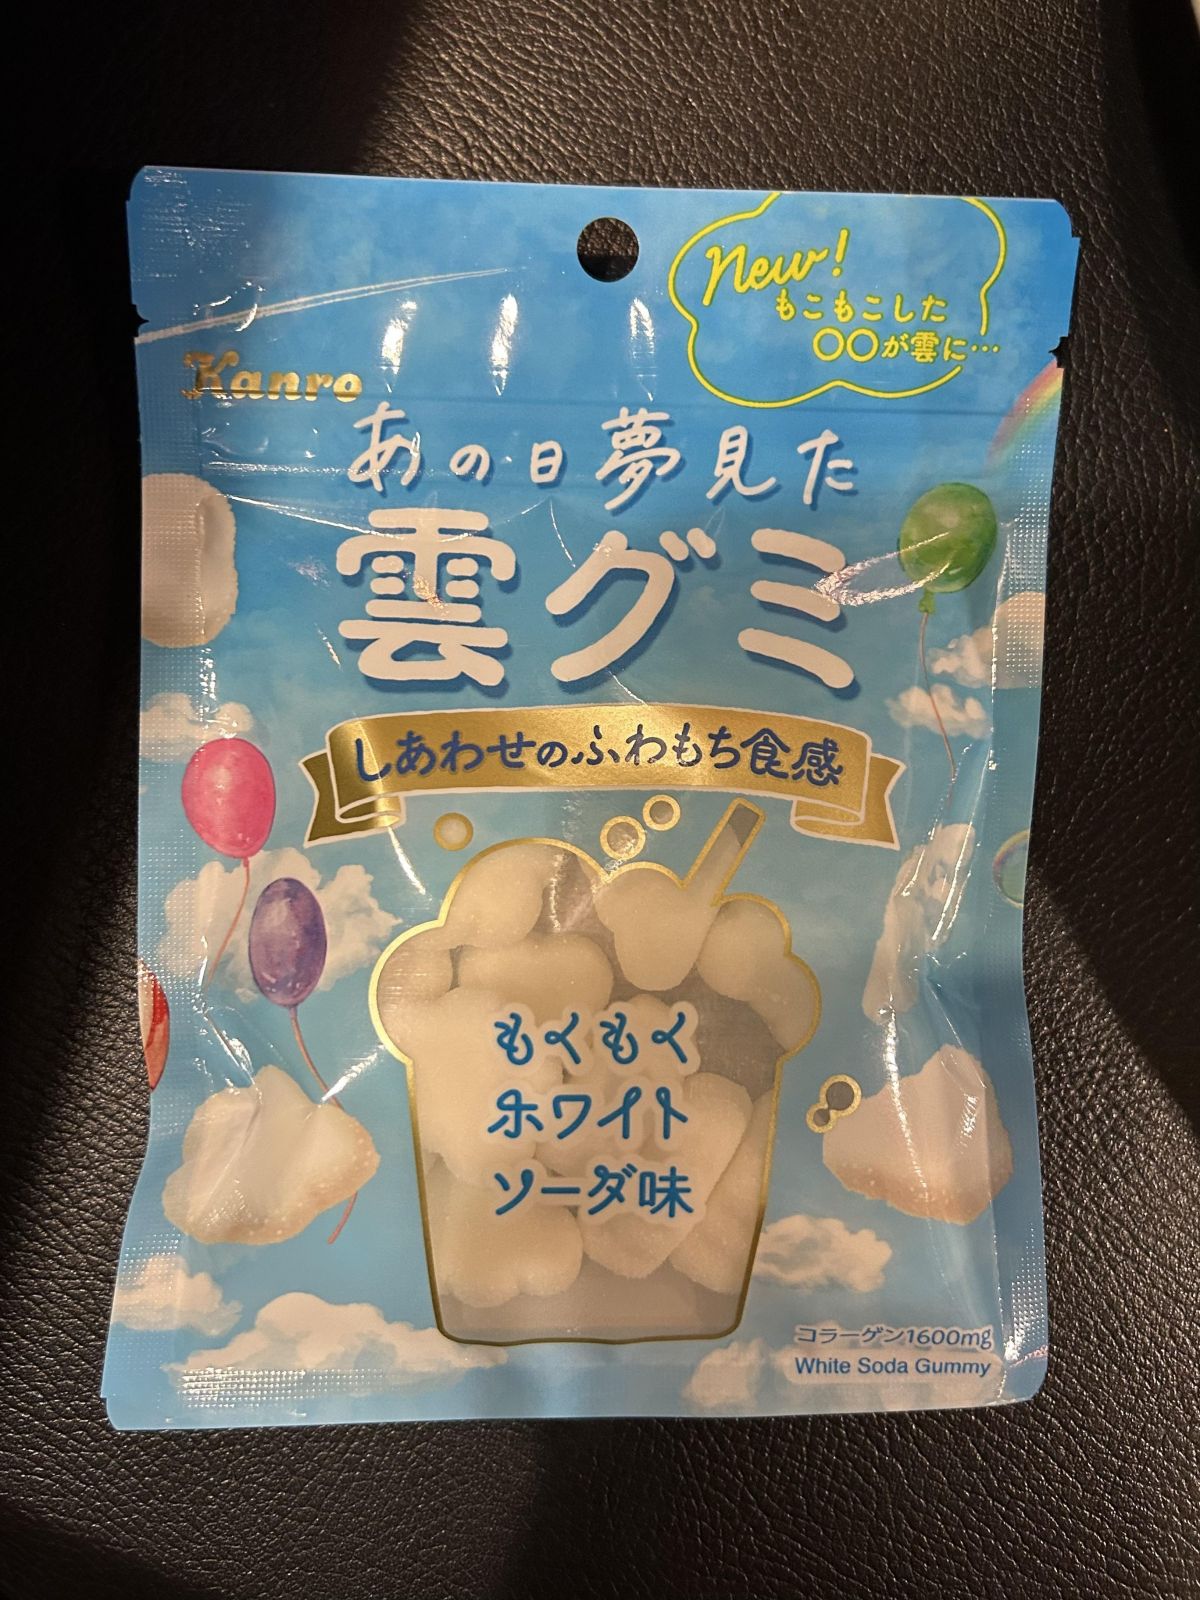 New!
もこもこした
〇〇が雲に…
Kanro
あの日夢見た
雲グミ
しあわせのふわもち食感
もくもく
ホワイト
ソーダ味
コラーゲン1600mg
White Soda Gummy